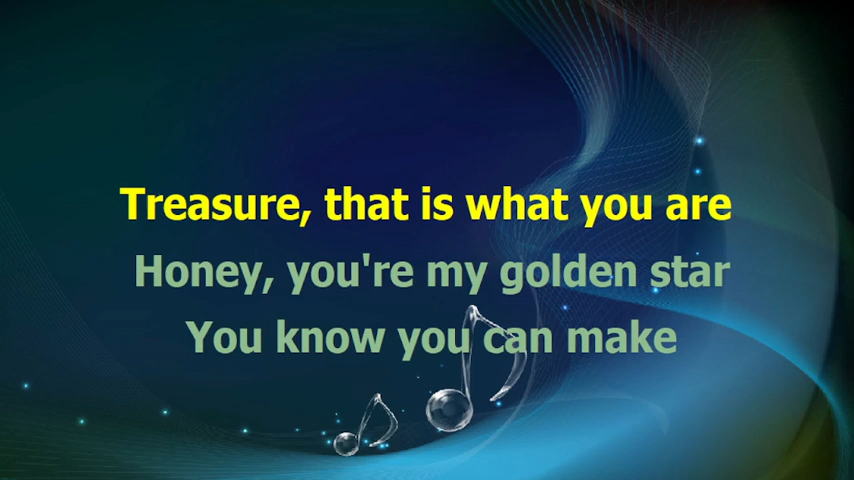 Treasure, that is what you are
Honey, you're my golden star
You know you can make